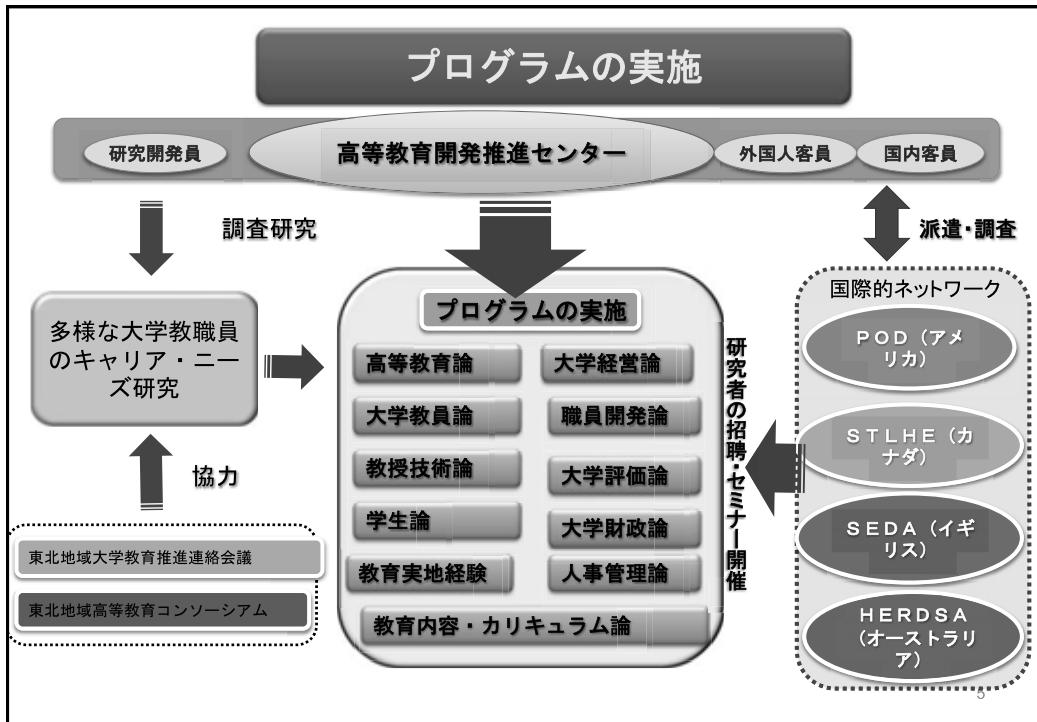 プログラムの実施
研究開発員
高等教育開発推進センター
外国人客員
国内客員
調査研究
派遣・調査
多様な大学教職員
のキャリア・ニー
ズ研究
協力
東北地域大学教育推進連絡会議
東北地域高等教育コンソーシアム
プログラムの実施
高等教育論
大学経営論
大学教員論
職員開発論
教授技術論
大学評価論
学生論
大学財政論
教育実地経験
人事管理論
教育内容・カリキュラム論
研究者の招聘・セミナー開催
国際的ネットワーク
ＰＯＤ（アメ
リカ）
ＳＴＬＨＥ（カ
ナダ）
ＳＥＤＡ（イギ
リス）
ＨＥＲＤＳＡ
（オーストラリ
ア）
5